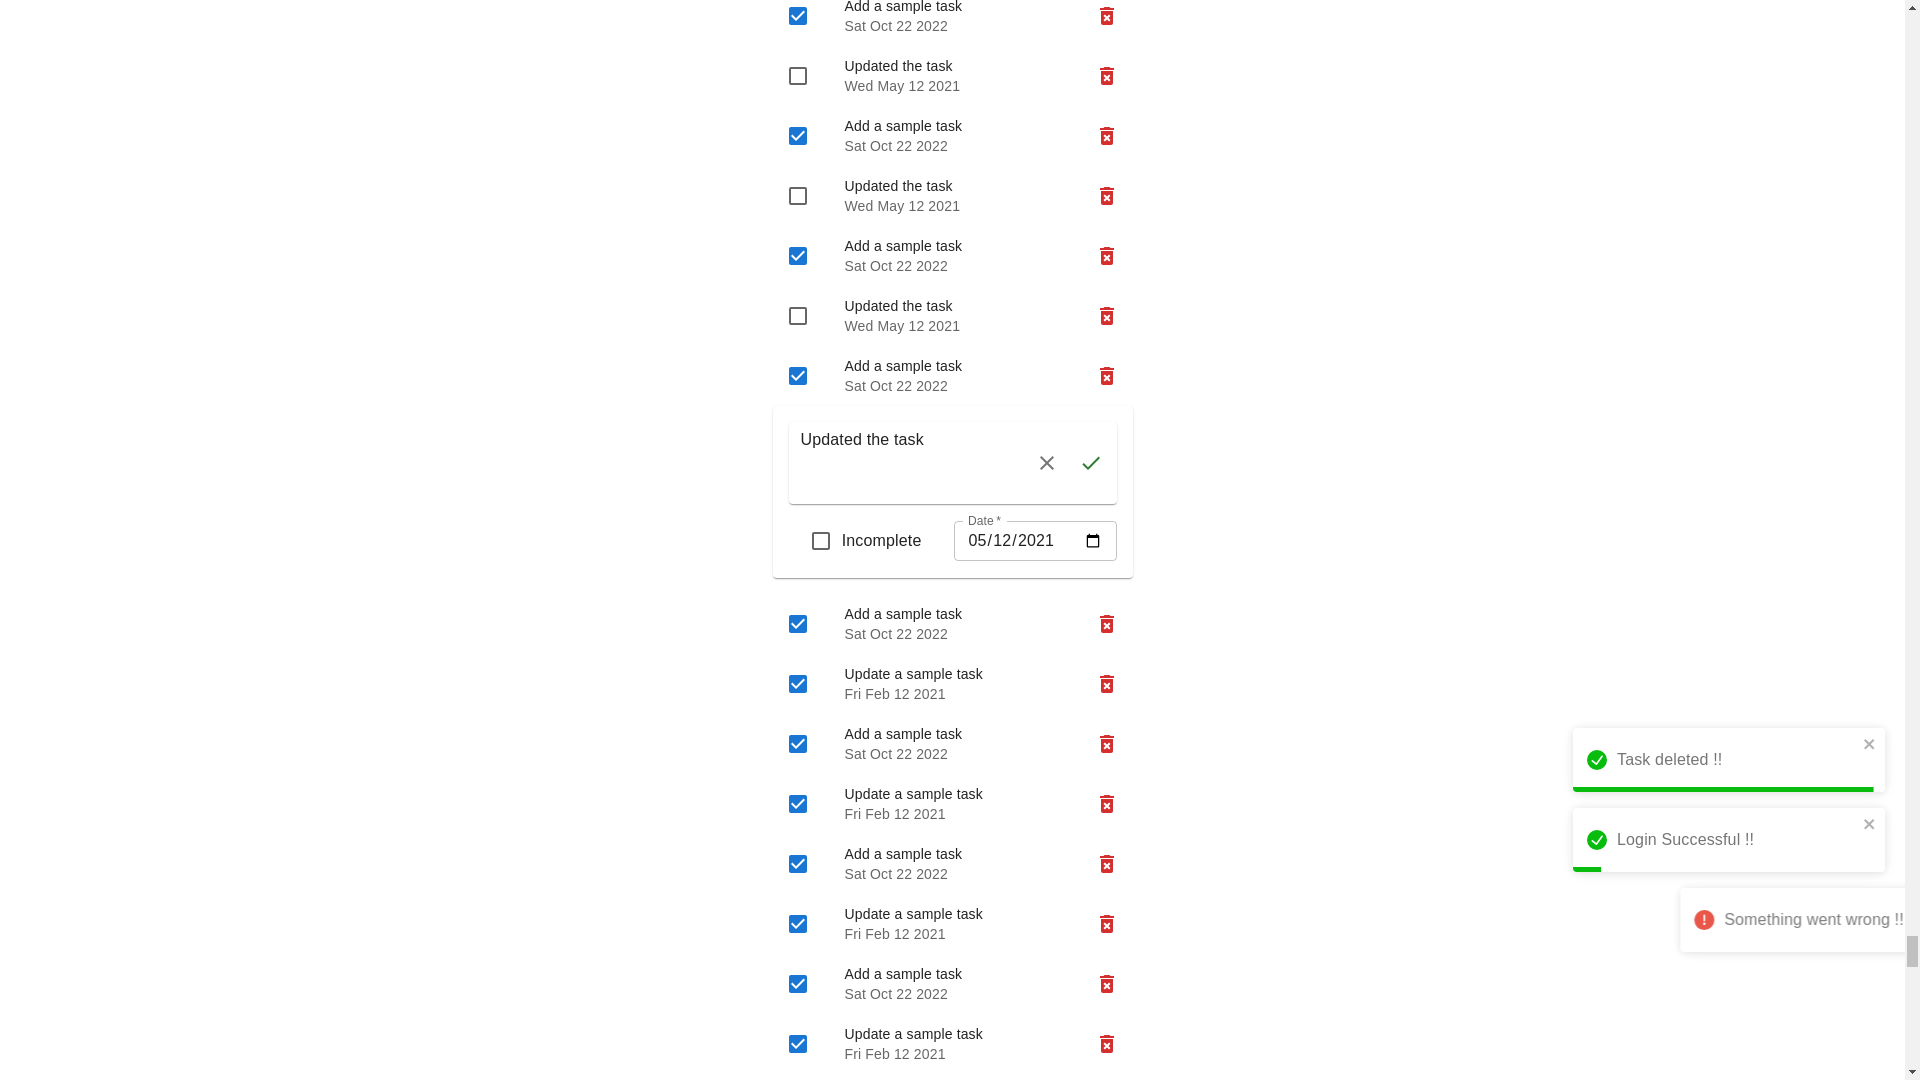 Add a sample task
Sat Oct 22 2022
Updated the task
Wed May 12 2021
Add a sample task
Sat Oct 22 2022
Updated the task
Wed May 12 2021
Add a sample task
Sat Oct 22 2022
Updated the task
Wed May 12 2021
Add a sample task
Sat Oct 22 2022
Updated the task
Date *
Incomplete
05/12/2021
Add a sample task
Sat Oct 22 2022
Update a sample task
Fri Feb 12 2021
Add a sample task
Sat Oct 22 2022
Update a sample task
Fri Feb 12 2021
Add a sample task
Sat Oct 22 2022
Update a sample task
Fri Feb 12 2021
Add a sample task
Sat Oct 22 2022
Update a sample task
Fri Feb 12 2021
Task deleted !!
Login Successful !!
Something went wrong !!